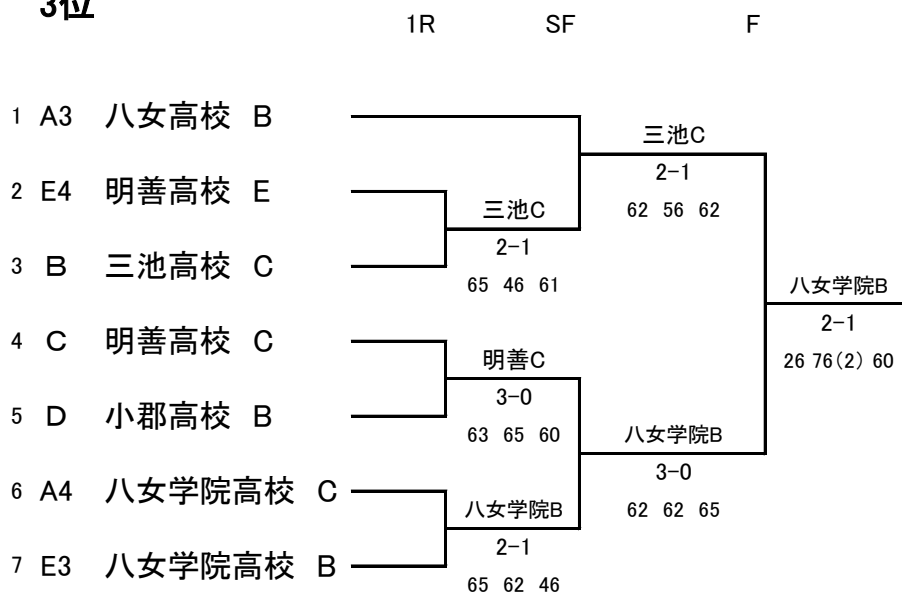 3位
1R SF F
1 A3 八女高校 B
三池C
2-1
62 56 62
2 E4 明善高校 E
三池C
2-1
65 46 61
3 B 三池高校 C
八女学院B
2-1
26 76(2) 60
4 C 明善高校 C
明善C
3-0
63 65 60
5 D 小郡高校 B
八女学院B
3-0
62 62 65
6 A4 八女学院高校 C
八女学院B
2-1
65 62 46
7 E3 八女学院高校 B